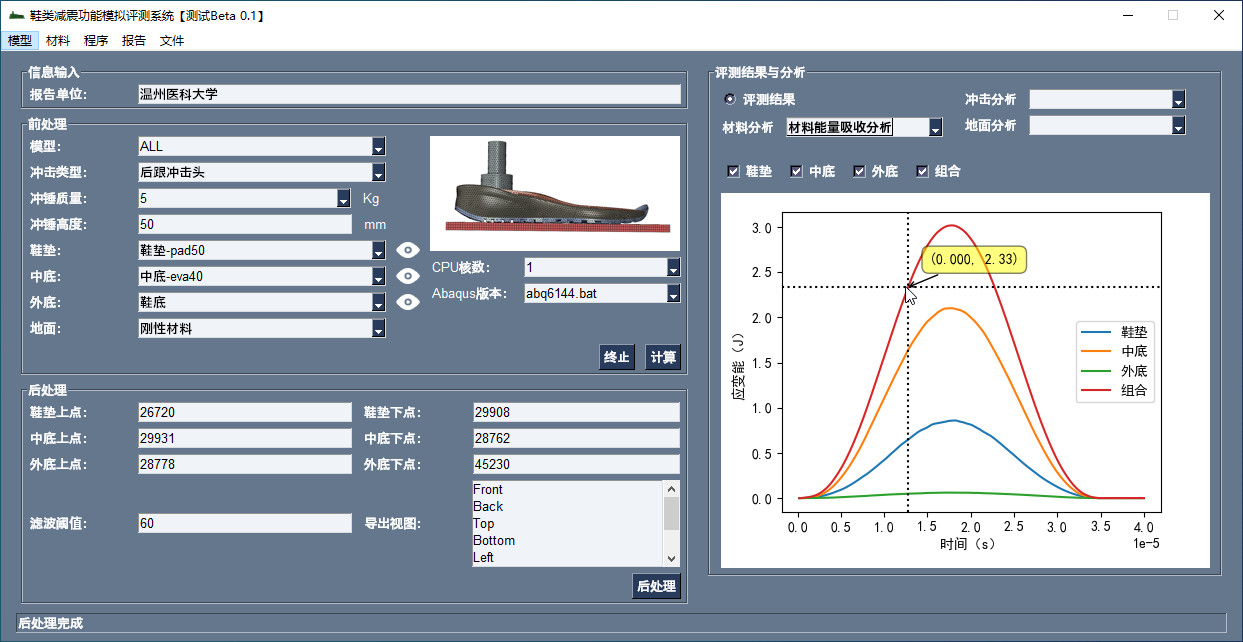 鞋类减震功能模拟评测系统【测试Beta 0.1】
模型 材料 程序 报告 文件
信息输入
报告单位: 温州医科大学
前处理
模型: ALL
冲击类型: 后跟冲击头
冲锤质量: 5 Kg
冲锤高度: 50 mm
鞋垫: 鞋垫-pad50
中底: 中底-eva40
外底: 鞋底
地面: 刚性材料
CPU核数: 1
Abaqus版本: abq6144.bat
终止 计算
后处理
鞋垫上点: 26720 鞋垫下点: 29908
中底上点: 29931 中底下点: 28762
外底上点: 28778 外底下点: 45230
滤波阈值: 60 导出视图:
Front
Back
Top
Bottom
Left
后处理
评测结果与分析
评测结果 冲击分析
材料分析 材料能量吸收分析 地面分析
鞋垫 中底 外底 组合
3.0
2.5
2.0
1.5
1.0
0.5
0.0
应变能（J）
(0.000, 2.33)
鞋垫
中底
外底
组合
0.0 0.5 1.0 1.5 2.0 2.5 3.0 3.5 4.0
时间（s） 1e-5
后处理完成